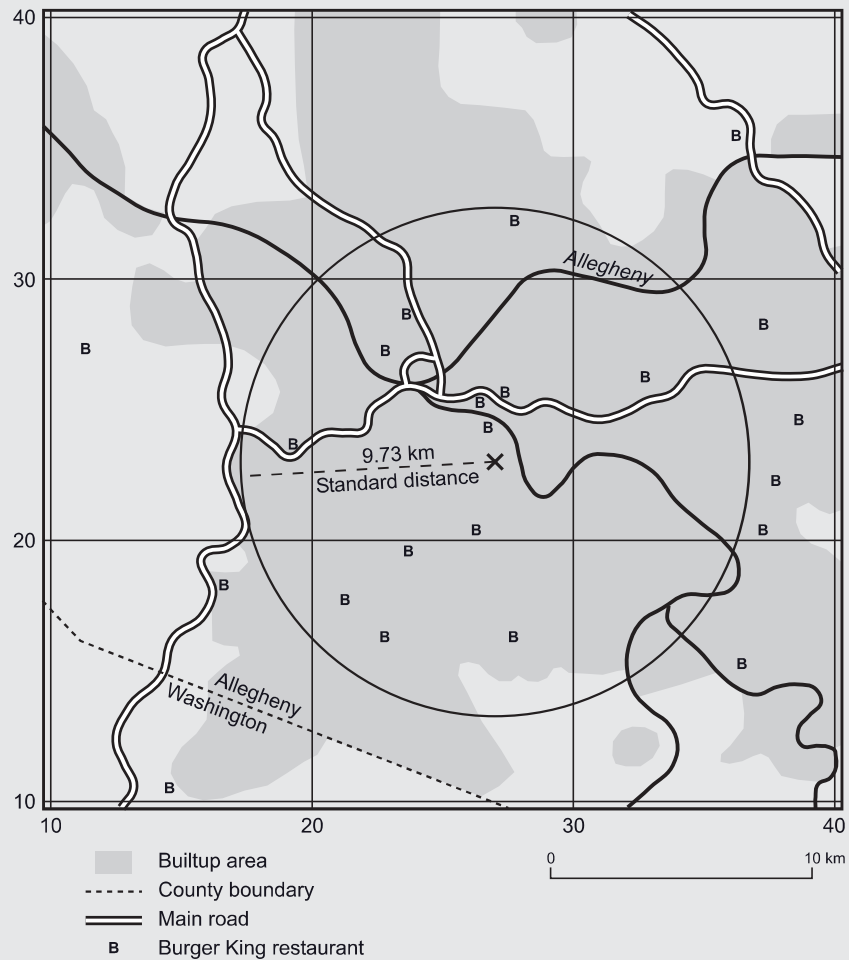 40
B
B
Allegheny
30
B
B
B
B
B
B
B
B
B
B
B
9.73 km
Standard distance
B
B
B
20
B
B
B
B
B
B
Allegheny
Washington
B
10
10
20
30
40
Builtup area
0
10 km
County boundary
Main road
B
Burger King restaurant